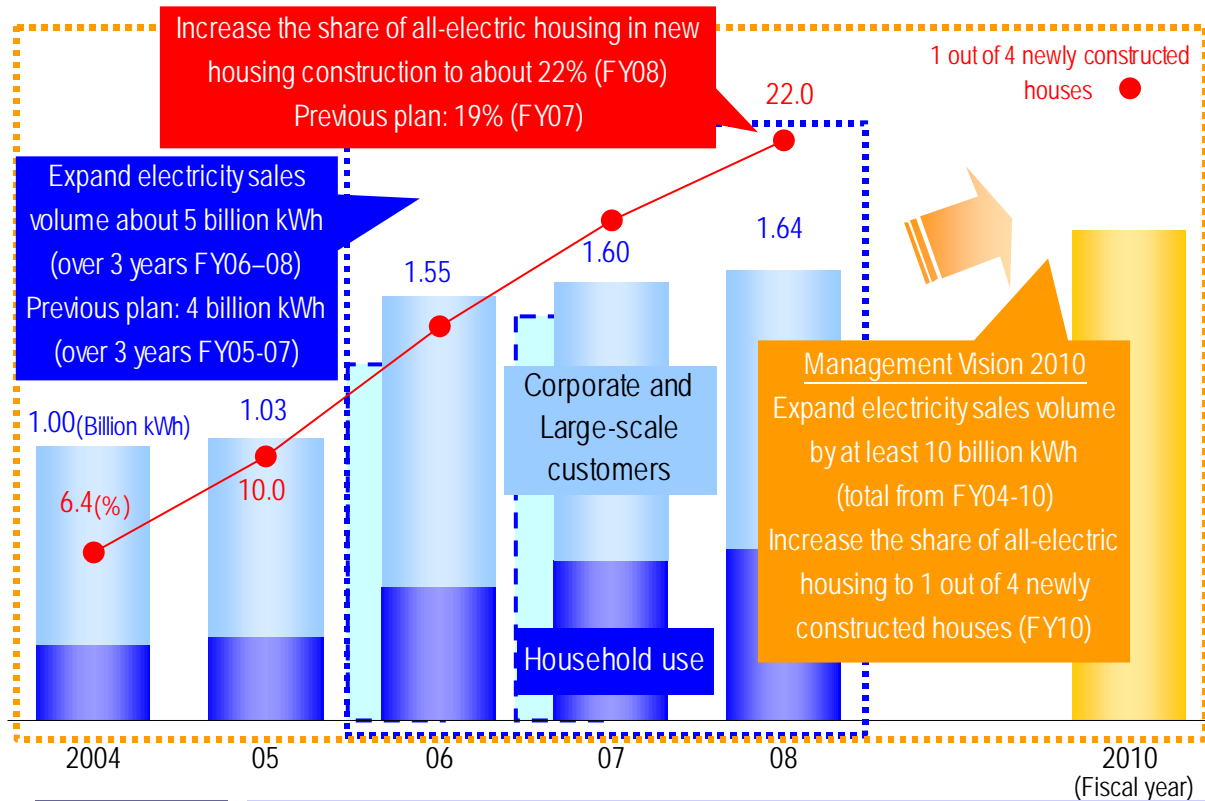 Increase the share of all-electric housing in new
housing construction to about 22% (FY08)
Previous plan: 19% (FY07)
1 out of 4 newly constructed
houses
22.0
Expand electricity sales
volume about 5 billion kWh
(over 3 years FY06–08)
Previous plan: 4 billion kWh
(over 3 years FY05-07)
1.55
1.60
1.64
1.00(Billion kWh)
1.03
6.4(%)
10.0
Corporate and
Large-scale
customers
Household use
Management Vision 2010
Expand electricity sales volume
by at least 10 billion kWh
(total from FY04-10)
Increase the share of all-electric
housing to 1 out of 4 newly
constructed houses (FY10)
2004
05
06
07
08
2010
(Fiscal year)